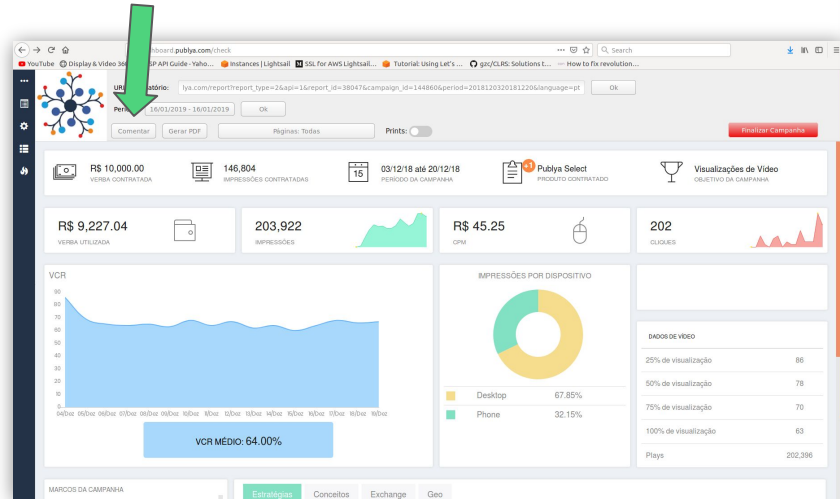 hboard.publya.com/check
Search
YouTube
Display & Video 36
SP API Guide - Yaho...
Instances | Lightsail
SSL for AWS Lightsail...
Tutorial: Using Let's ...
gzc/CLRS: Solutions t...
How to fix revolution...
lya.com/report?report_type=2&api=1&report_id=38047&campaign_id=144860&period=2018120320181220&language=pt
Ok
16/01/2019 - 16/01/2019
Ok
Comentar
Gerar PDF
Páginas: Todas
Prints:
Finalizar Campanha
R$ 10,000.00
VERBA CONTRATADA
146,804
IMPRESSÕES CONTRATADAS
15
03/12/18 até 20/12/18
PERÍODO DA CAMPANHA
+1
Publya Select
PRODUTO CONTRATADO
Visualizações de Vídeo
OBJETIVO DA CAMPANHA
R$ 9,227.04
VERBA UTILIZADA
203,922
IMPRESSÕES
R$ 45.25
CPM
202
CLIQUES
VCR
90
80
70
60
50
40
30
20
10
0
04/Dez 05/Dez 06/Dez 07/Dez 08/Dez 09/Dez 10/Dez 11/Dez 12/Dez 13/Dez 14/Dez 15/Dez 16/Dez 17/Dez 18/Dez 19/Dez
VCR MÉDIO: 64.00%
IMPRESSÕES POR DISPOSITIVO
Desktop 67.85%
Phone 32.15%
DADOS DE VÍDEO
25% de visualização 86
50% de visualização 78
75% de visualização 70
100% de visualização 63
Plays 202,396
MARCOS DA CAMPANHA
Estratégias
Conceitos
Exchange
Geo